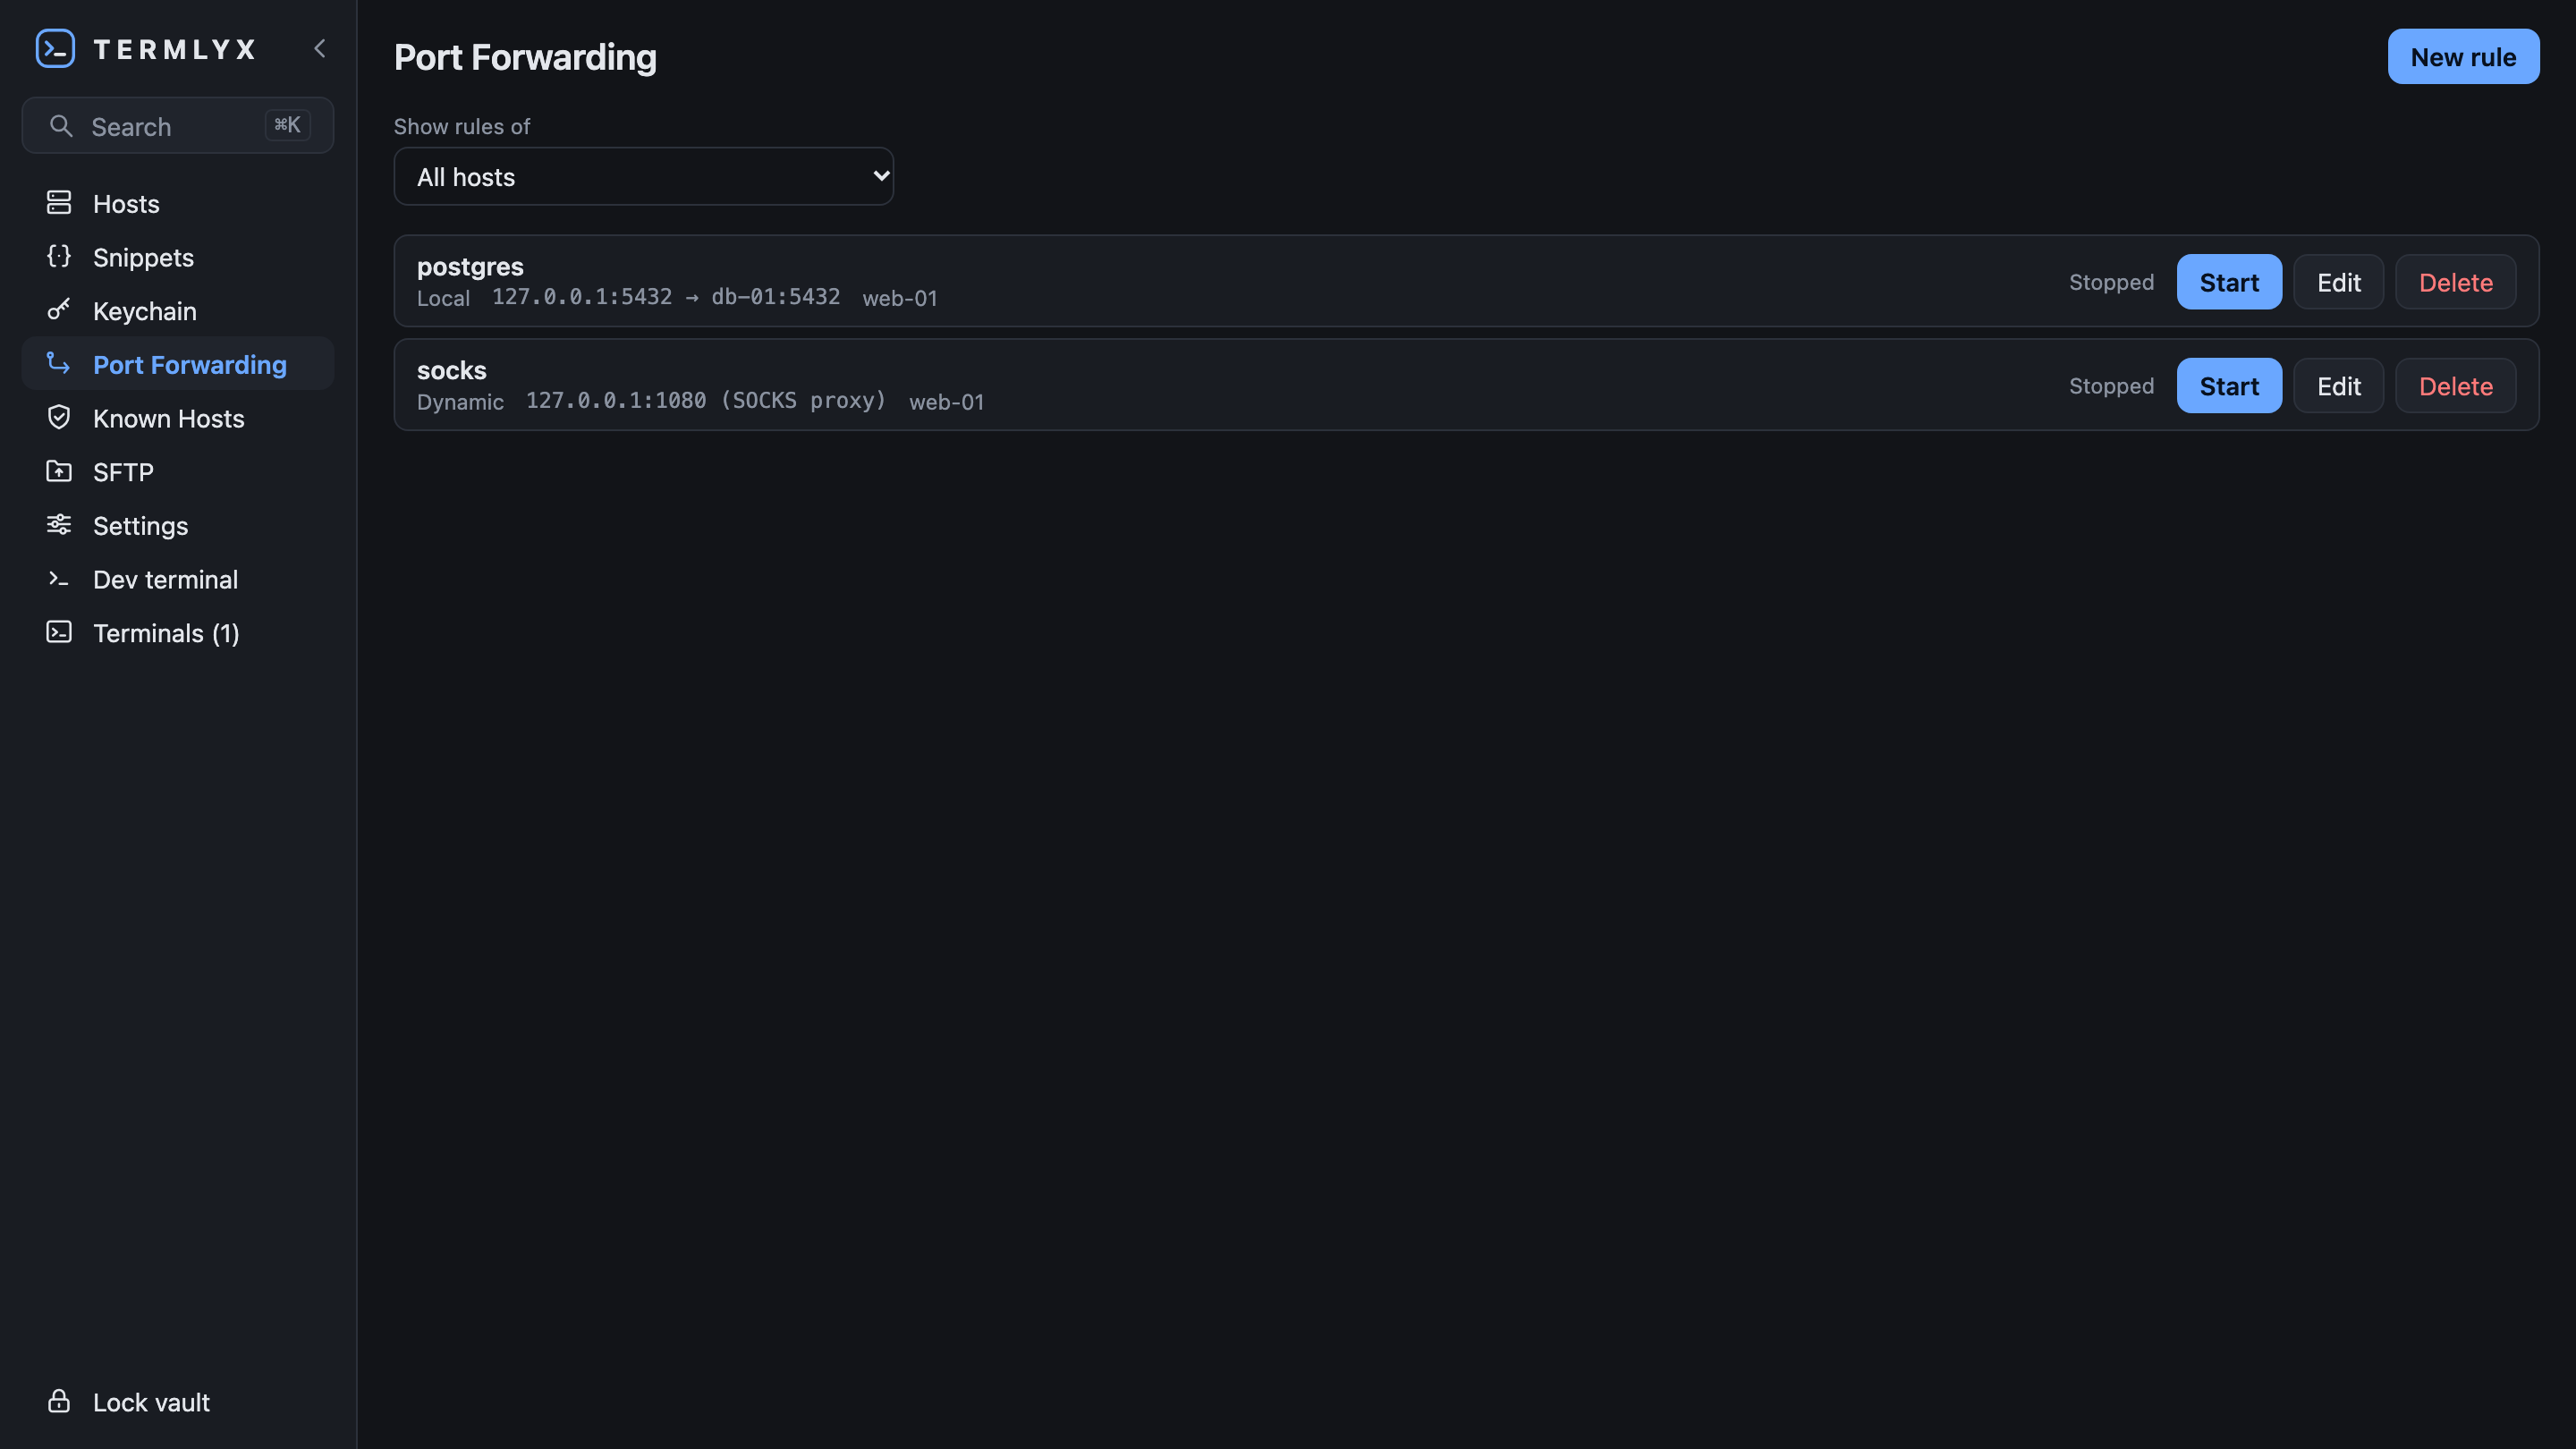 TERMLYX
Search ⌘K
Hosts
Snippets
Keychain
Port Forwarding
Known Hosts
SFTP
Settings
Dev terminal
Terminals (1)
Lock vault
Port Forwarding
New rule
Show rules of
All hosts
postgres
Local 127.0.0.1:5432 → db-01:5432 web-01
Stopped Start Edit Delete
socks
Dynamic 127.0.0.1:1080 (SOCKS proxy) web-01
Stopped Start Edit Delete